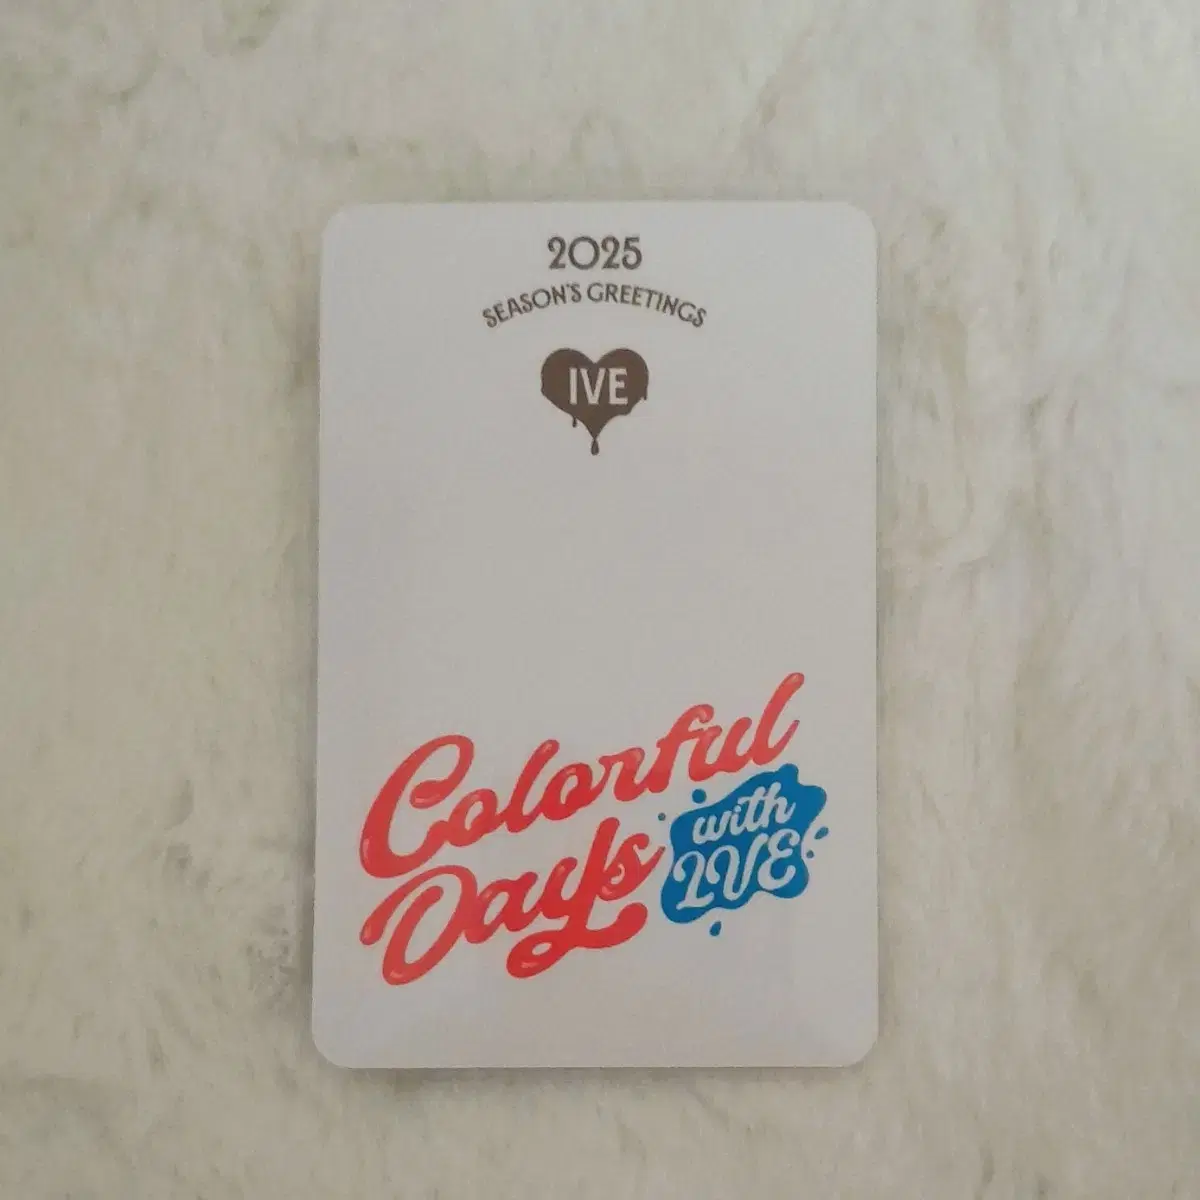 2025
SEASON'S GREETINGS
IVE
Colorful
Days
with
IVE